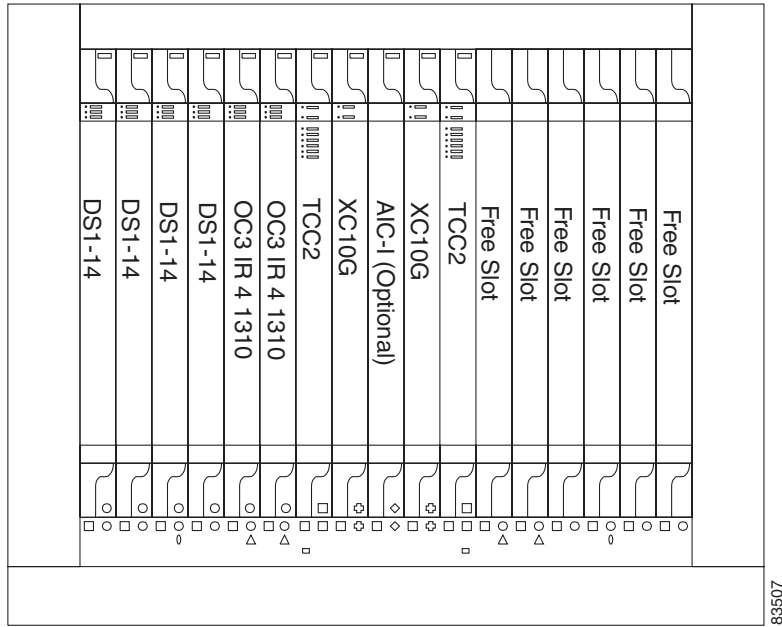 DS1-14
DS1-14
DS1-14
DS1-14
OC3 IR 4 1310
OC3 IR 4 1310
TCC2
XC10G
AIC-I (Optional)
XC10G
TCC2
Free Slot
Free Slot
Free Slot
Free Slot
Free Slot
Free Slot
83507